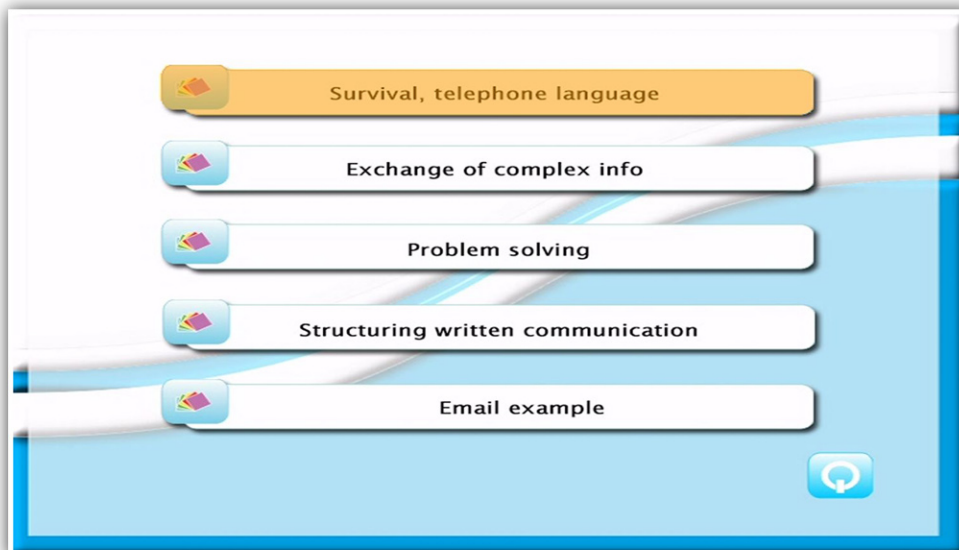 Survival, telephone language
Exchange of complex info
Problem solving
Structuring written communication
Email example